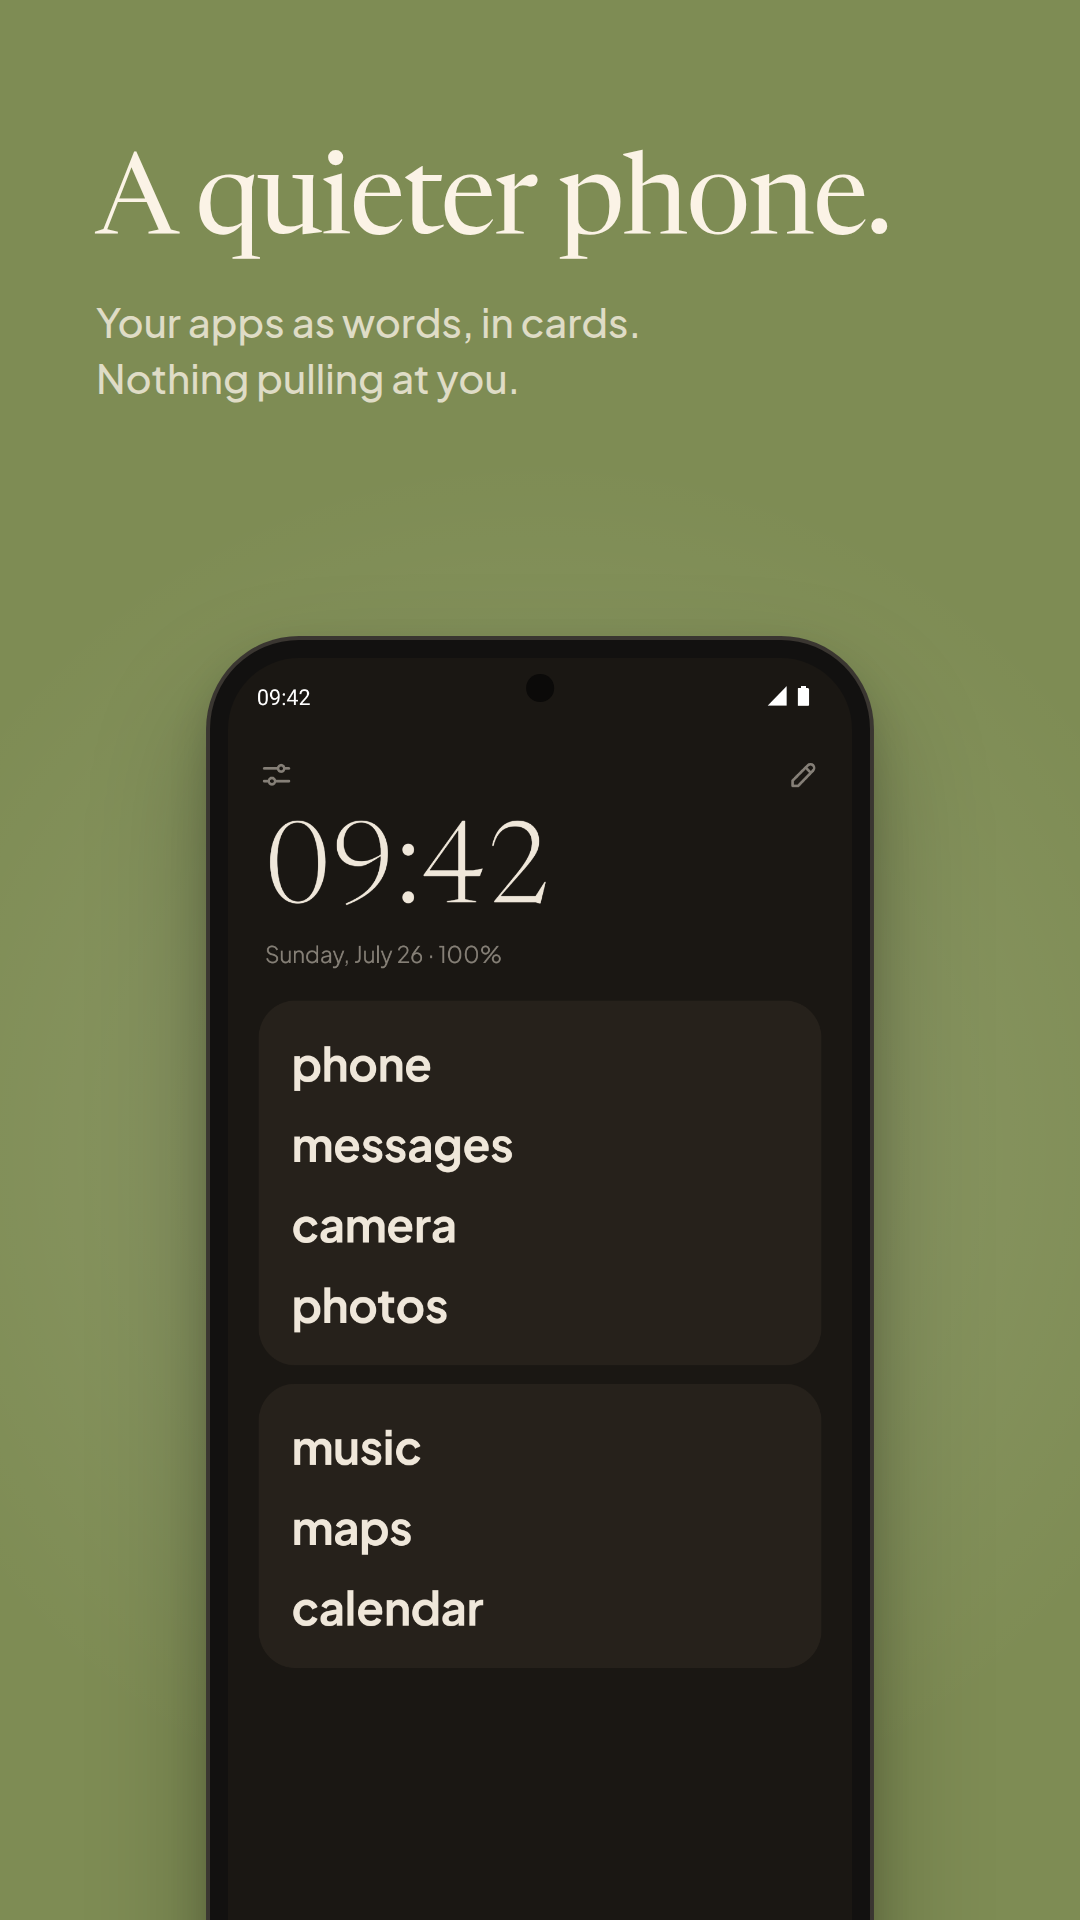 A quieter phone.
Your apps as words, in cards.
Nothing pulling at you.
09:42
09:42
Sunday, July 26 · 100%
phone
messages
camera
photos
music
maps
calendar